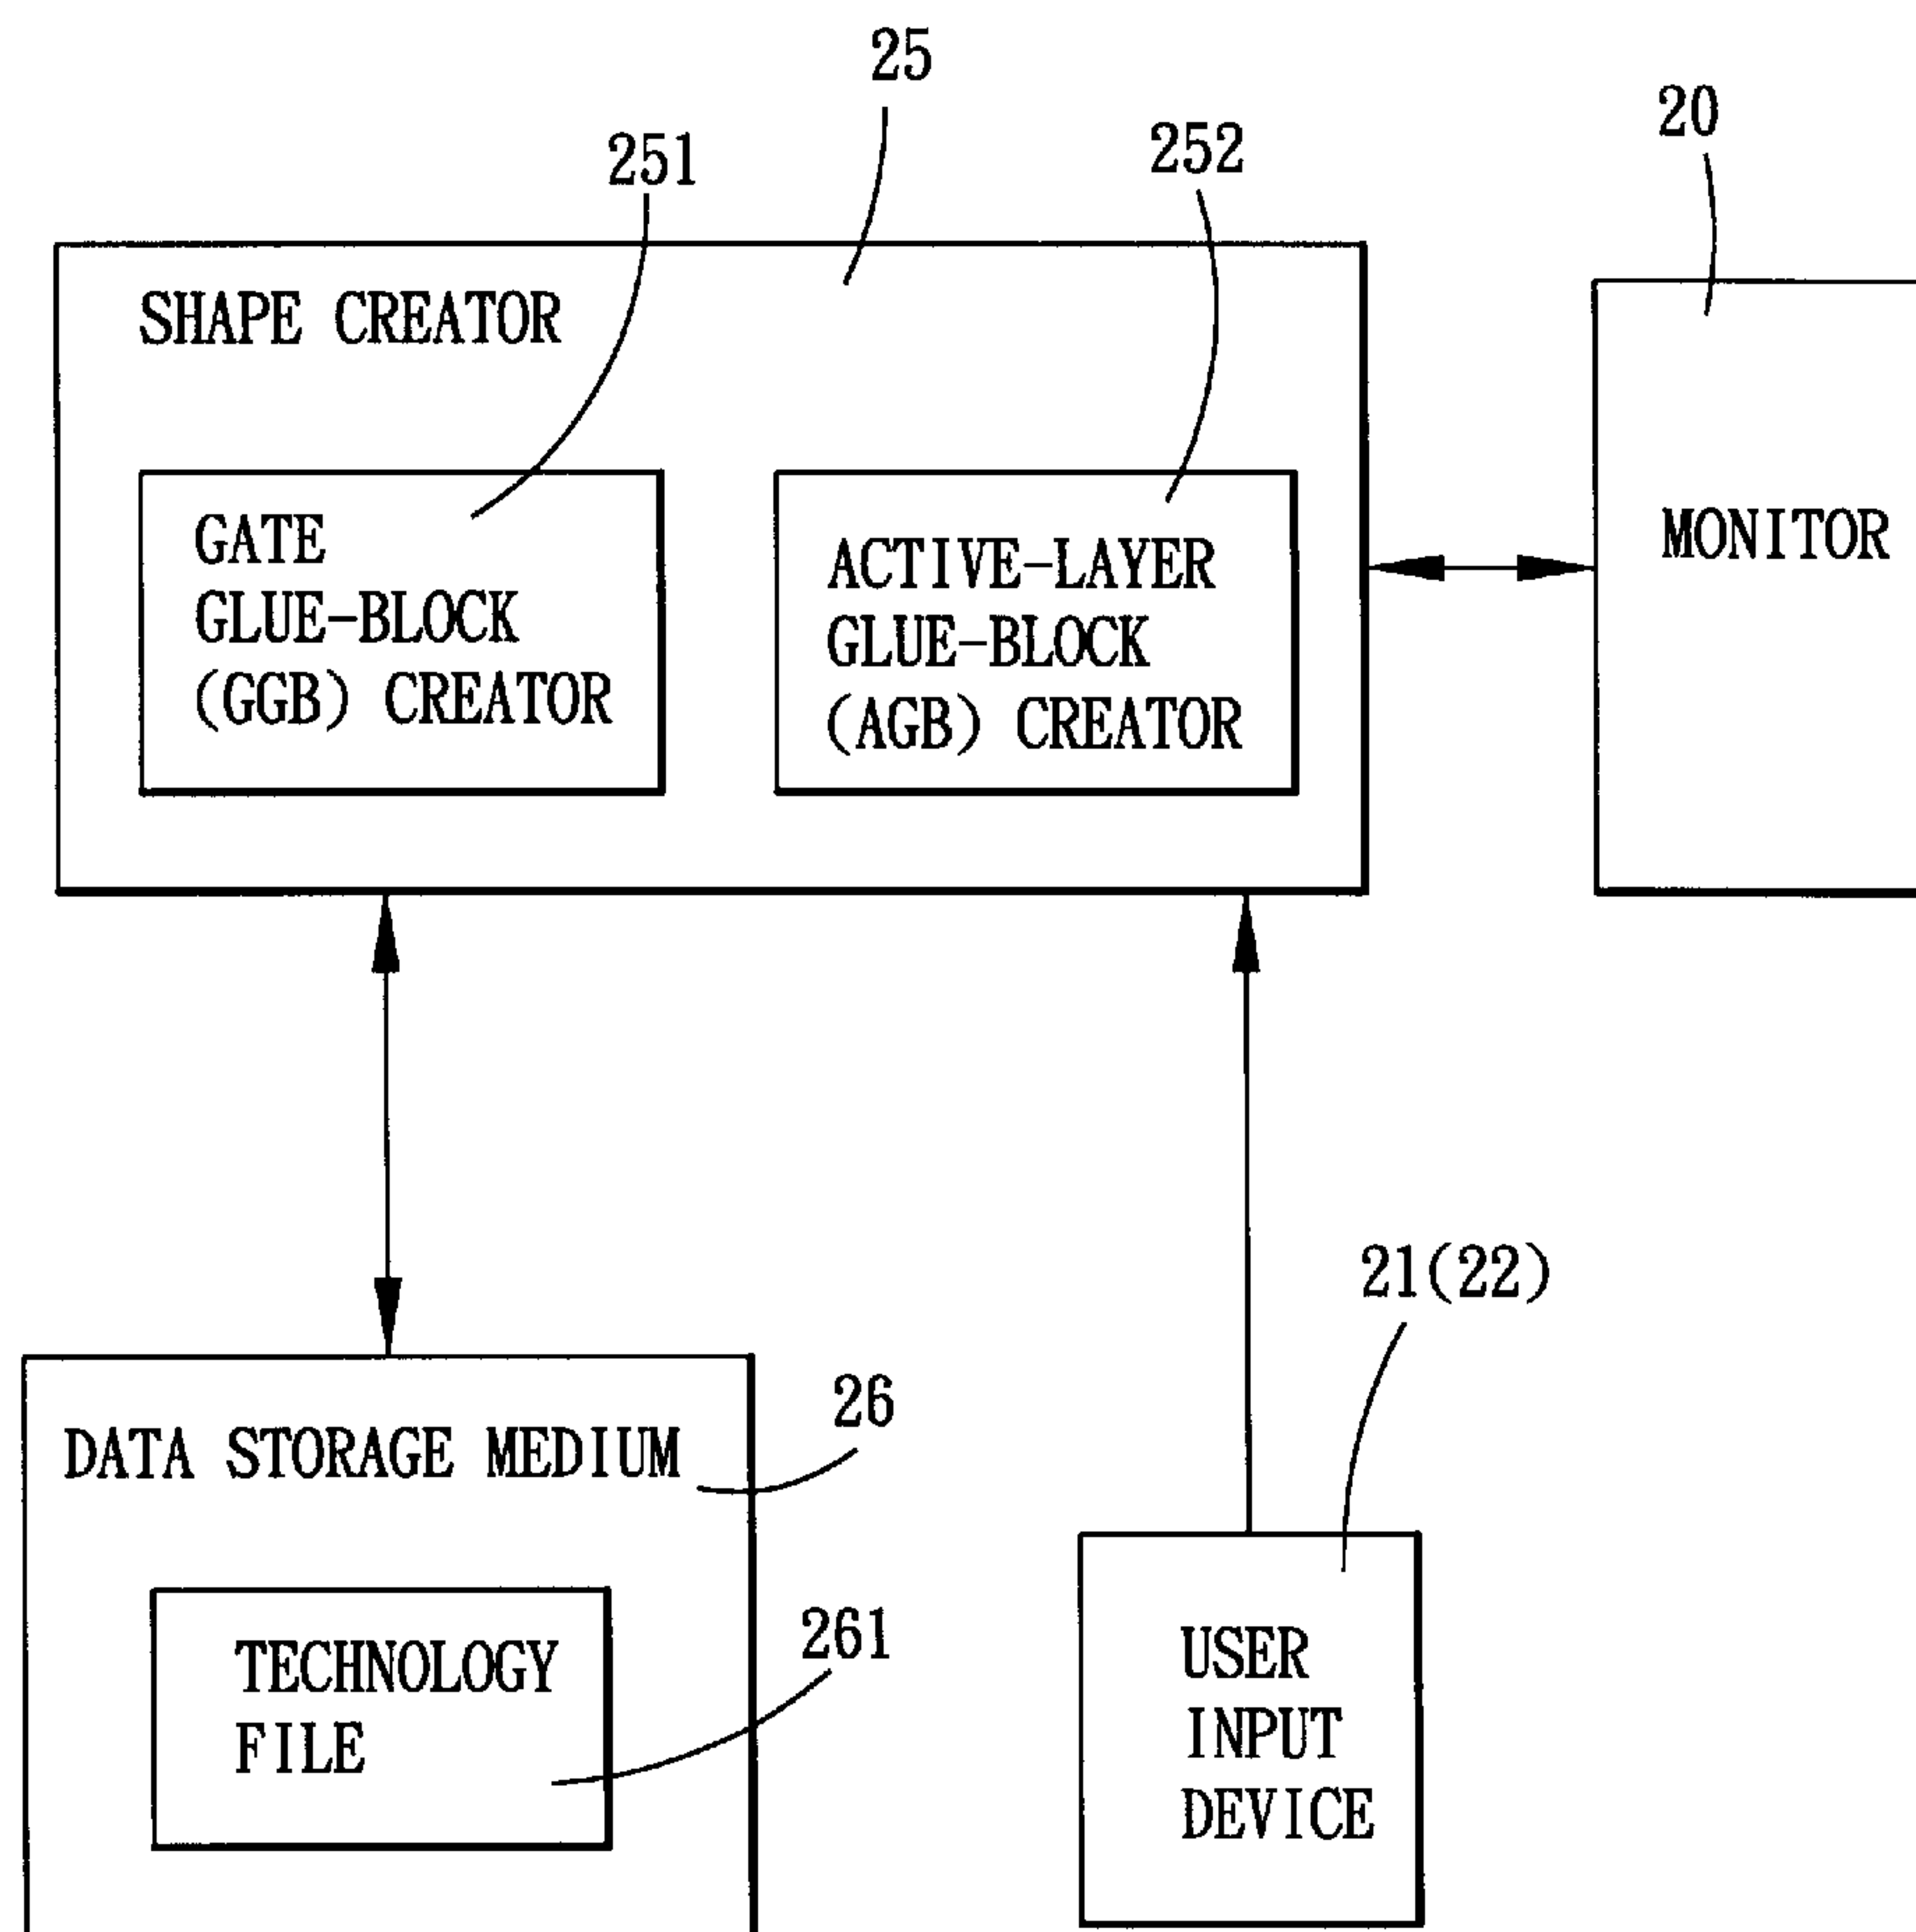 25
251
252
20
SHAPE CREATOR
GATE
GLUE-BLOCK
(GGB) CREATOR
ACTIVE-LAYER
GLUE-BLOCK
(AGB) CREATOR
MONITOR
21(22)
26
DATA STORAGE MEDIUM
261
TECHNOLOGY
FILE
USER
INPUT
DEVICE